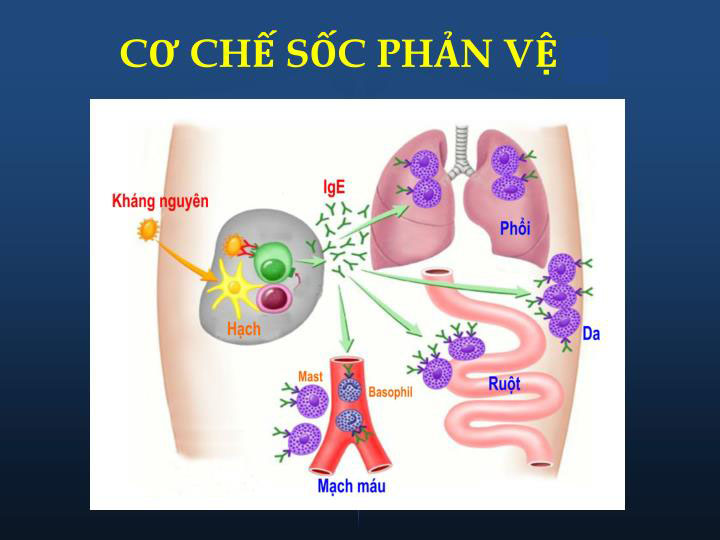 CƠ CHẾ SỐC PHẢN VỆ
IgE
Kháng nguyên
Phổi
Hạch
Da
Mast
Basophil
Ruột
Mạch máu